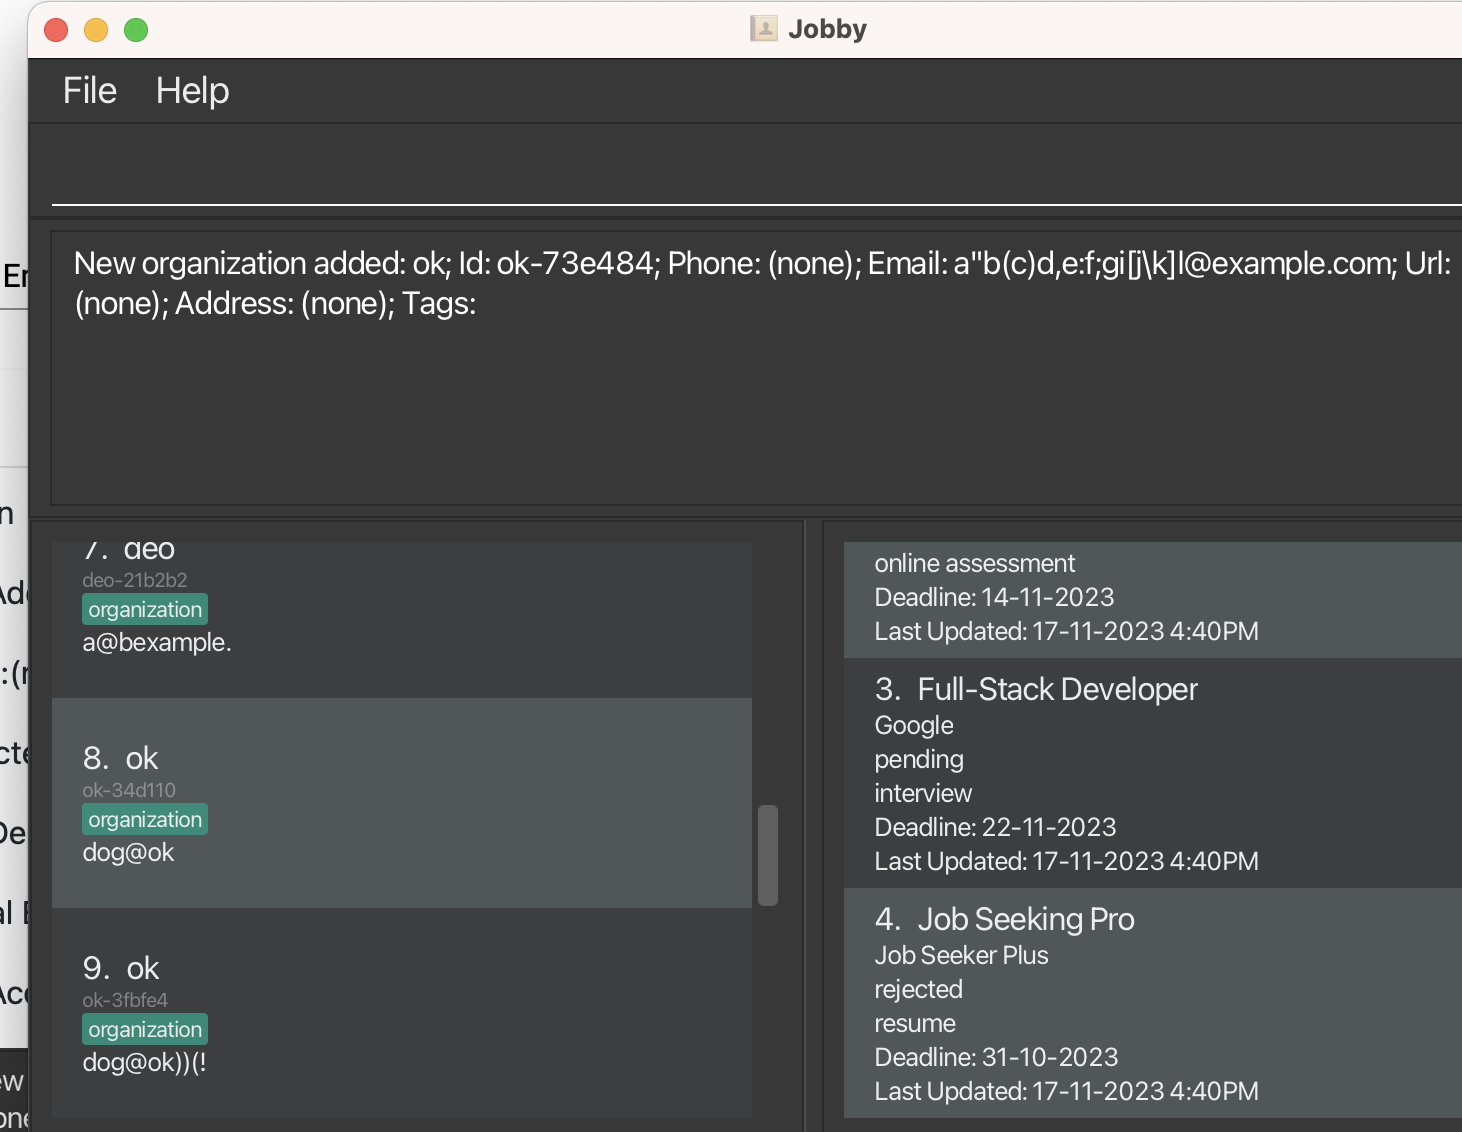 Jobby
File Help
New organization added: ok; Id: ok-73e484; Phone: (none); Email: a"b(c)d,e:f;gi[j\k]l@example.com; Url:
(none); Address: (none); Tags:
7. deo
deo-21b2b2
organization
a@bexample.
8. ok
ok-34d110
organization
dog@ok
9. ok
ok-3fbfe4
organization
dog@ok))(!
online assessment
Deadline: 14-11-2023
Last Updated: 17-11-2023 4:40PM
3. Full-Stack Developer
Google
pending
interview
Deadline: 22-11-2023
Last Updated: 17-11-2023 4:40PM
4. Job Seeking Pro
Job Seeker Plus
rejected
resume
Deadline: 31-10-2023
Last Updated: 17-11-2023 4:40PM